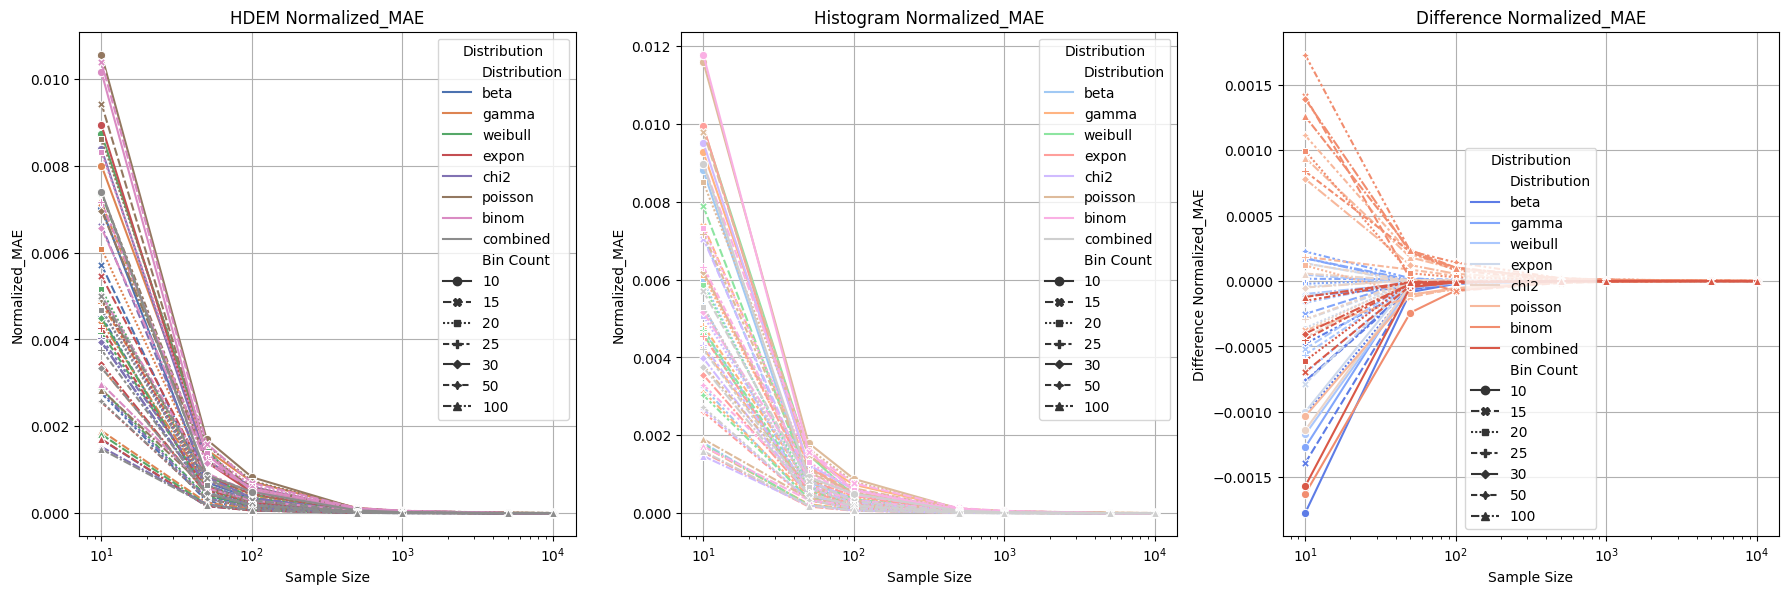 HDEM Normalized_MAE
Normalized_MAE
0.010
0.008
0.006
0.004
0.002
0.000
10¹
10²
10³
10⁴
Sample Size
Distribution
Distribution
beta
gamma
weibull
expon
chi2
poisson
binom
combined
Bin Count
10
15
20
25
30
50
100
Histogram Normalized_MAE
Normalized_MAE
0.012
0.010
0.008
0.006
0.004
0.002
0.000
10¹
10²
10³
10⁴
Sample Size
Distribution
Distribution
beta
gamma
weibull
expon
chi2
poisson
binom
combined
Bin Count
10
15
20
25
30
50
100
Difference Normalized_MAE
Difference Normalized_MAE
0.0015
0.0010
0.0005
0.0000
−0.0005
−0.0010
−0.0015
10¹
10²
10³
10⁴
Sample Size
Distribution
Distribution
beta
gamma
weibull
expon
chi2
poisson
binom
combined
Bin Count
10
15
20
25
30
50
100